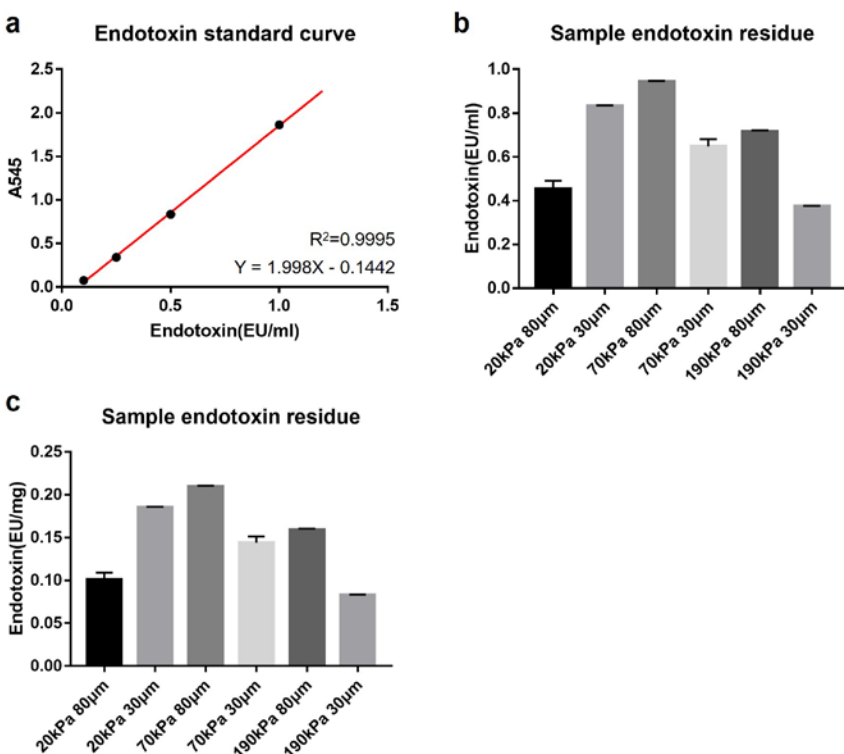 a
Endotoxin standard curve
2.5
2.0
1.5
1.0
0.5
0.0
A545
R²=0.9995
Y = 1.998X - 0.1442
0.0 0.5 1.0 1.5
Endotoxin(EU/ml)
b
Sample endotoxin residue
1.0
0.8
0.6
0.4
0.2
0.0
Endotoxin(EU/ml)
20kPa 80μm
20kPa 30μm
70kPa 80μm
70kPa 30μm
190kPa 80μm
190kPa 30μm
c
Sample endotoxin residue
0.25
0.20
0.15
0.10
0.05
0.00
Endotoxin(EU/mg)
20kPa 80μm
20kPa 30μm
70kPa 80μm
70kPa 30μm
190kPa 80μm
190kPa 30μm